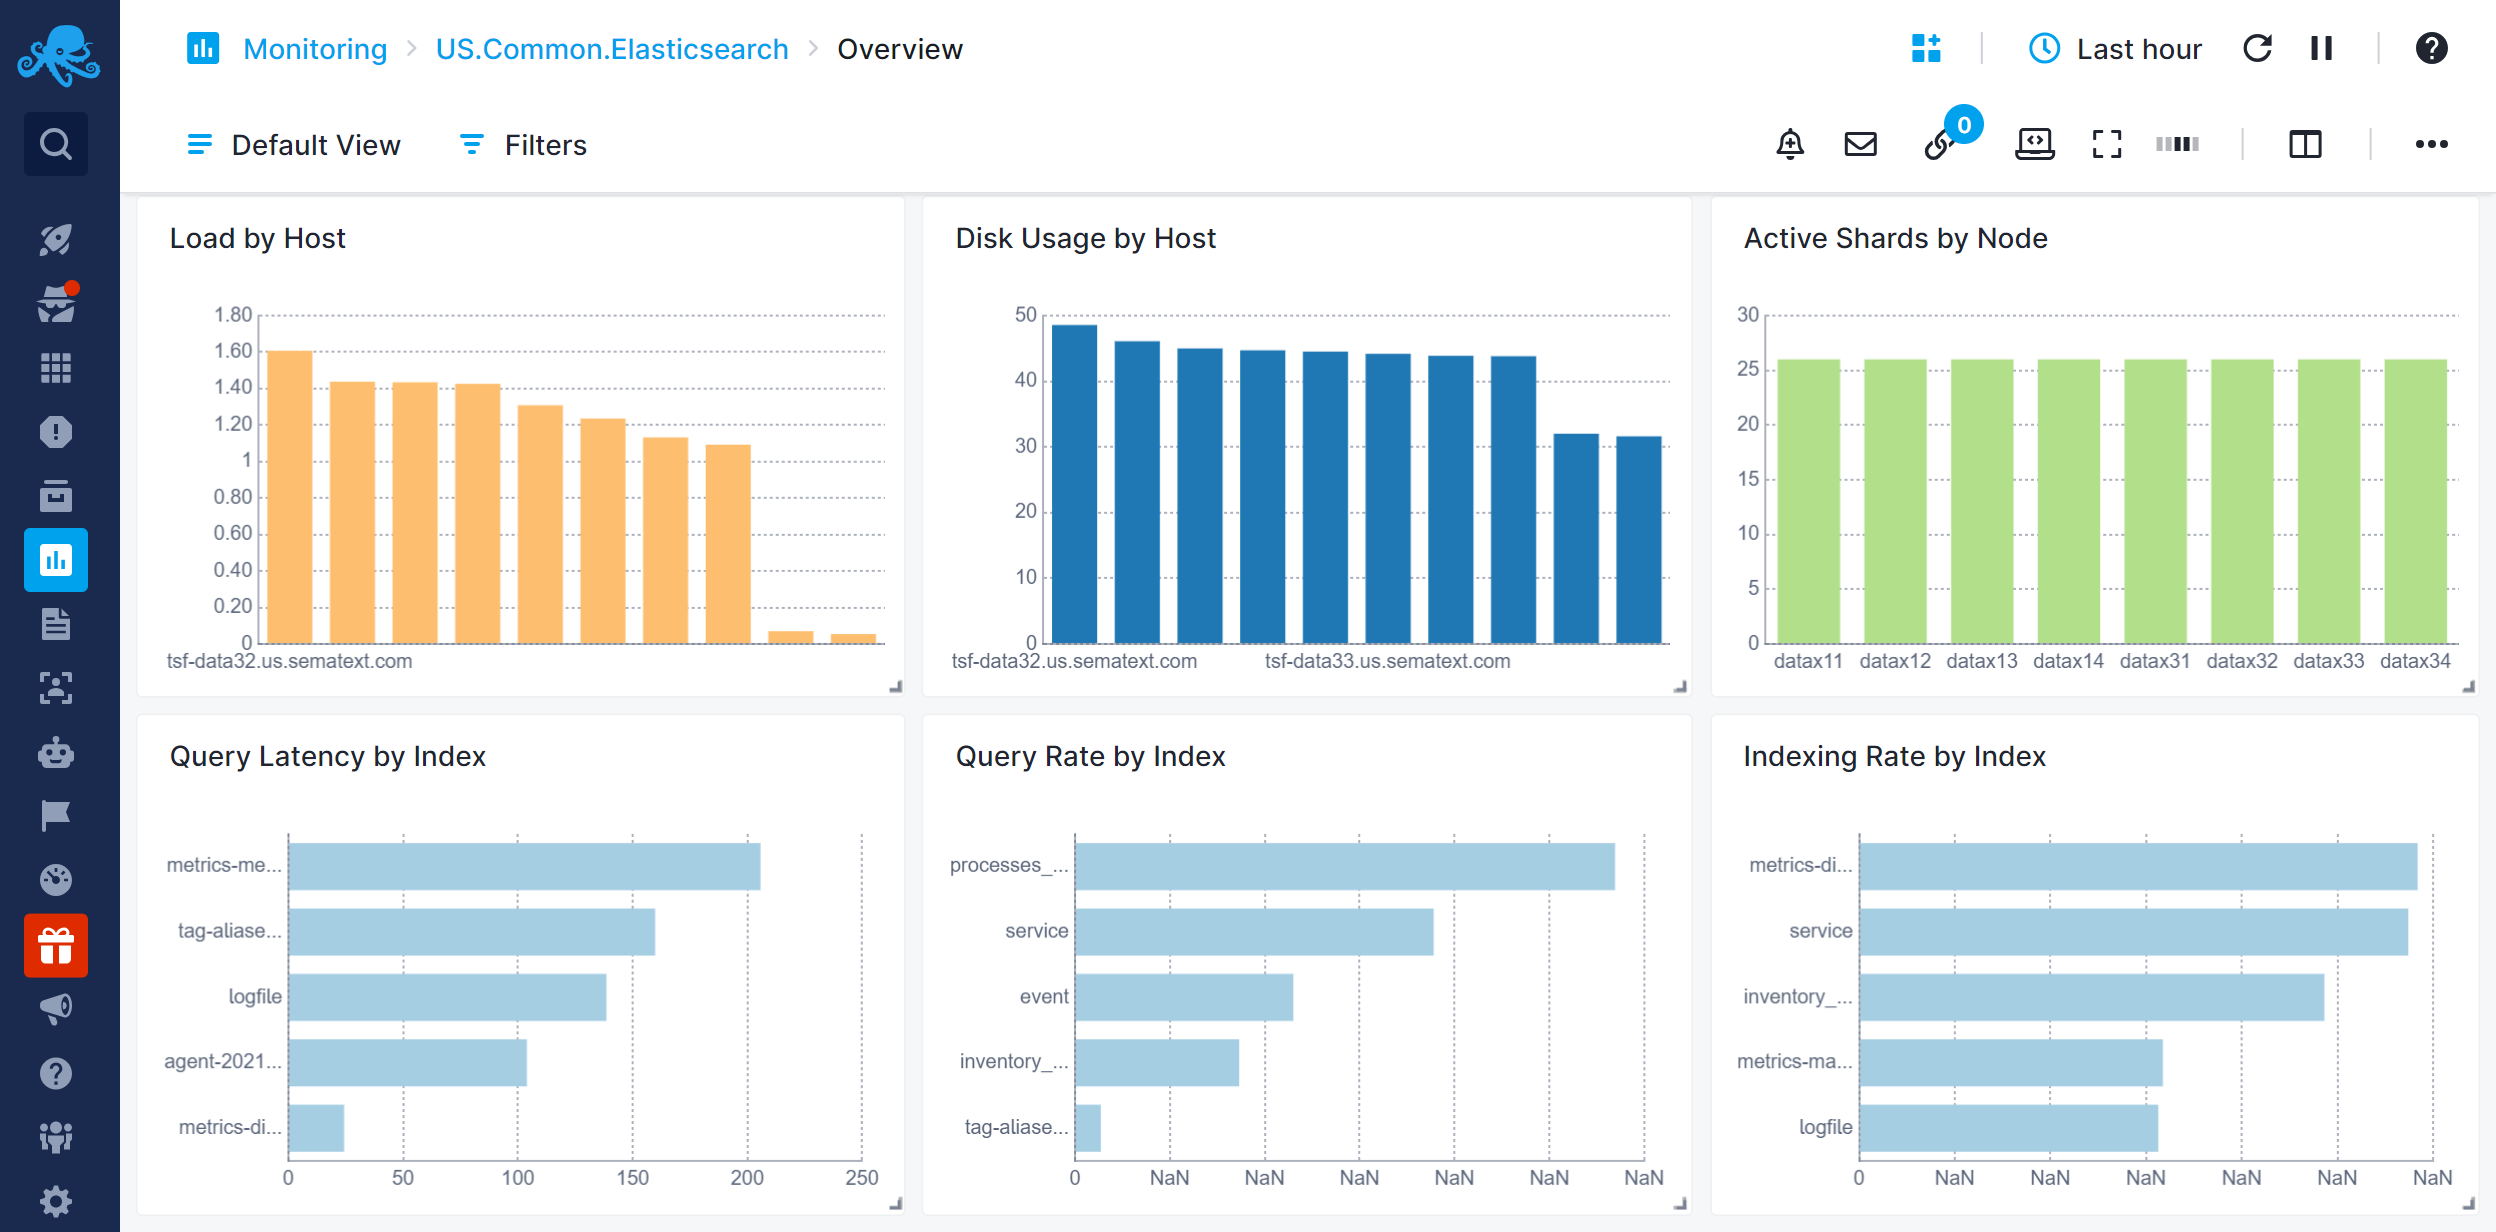 Monitoring > US.Common.Elasticsearch > Overview
Last hour
Default View
Filters
0
Load by Host
1.80
1.60
1.40
1.20
1
0.80
0.60
0.40
0.20
0
tsf-data32.us.sematext.com
Disk Usage by Host
50
40
30
20
10
0
tsf-data32.us.sematext.com
tsf-data33.us.sematext.com
Active Shards by Node
30
25
20
15
10
5
0
datax11 datax12 datax13 datax14 datax31 datax32 datax33 datax34
Query Latency by Index
metrics-me...
tag-aliase...
logfile
agent-2021...
metrics-di...
0 50 100 150 200 250
Query Rate by Index
processes_...
service
event
inventory_...
tag-aliase...
0 NaN NaN NaN NaN NaN NaN
Indexing Rate by Index
metrics-di...
service
inventory_...
metrics-ma...
logfile
0 NaN NaN NaN NaN NaN NaN